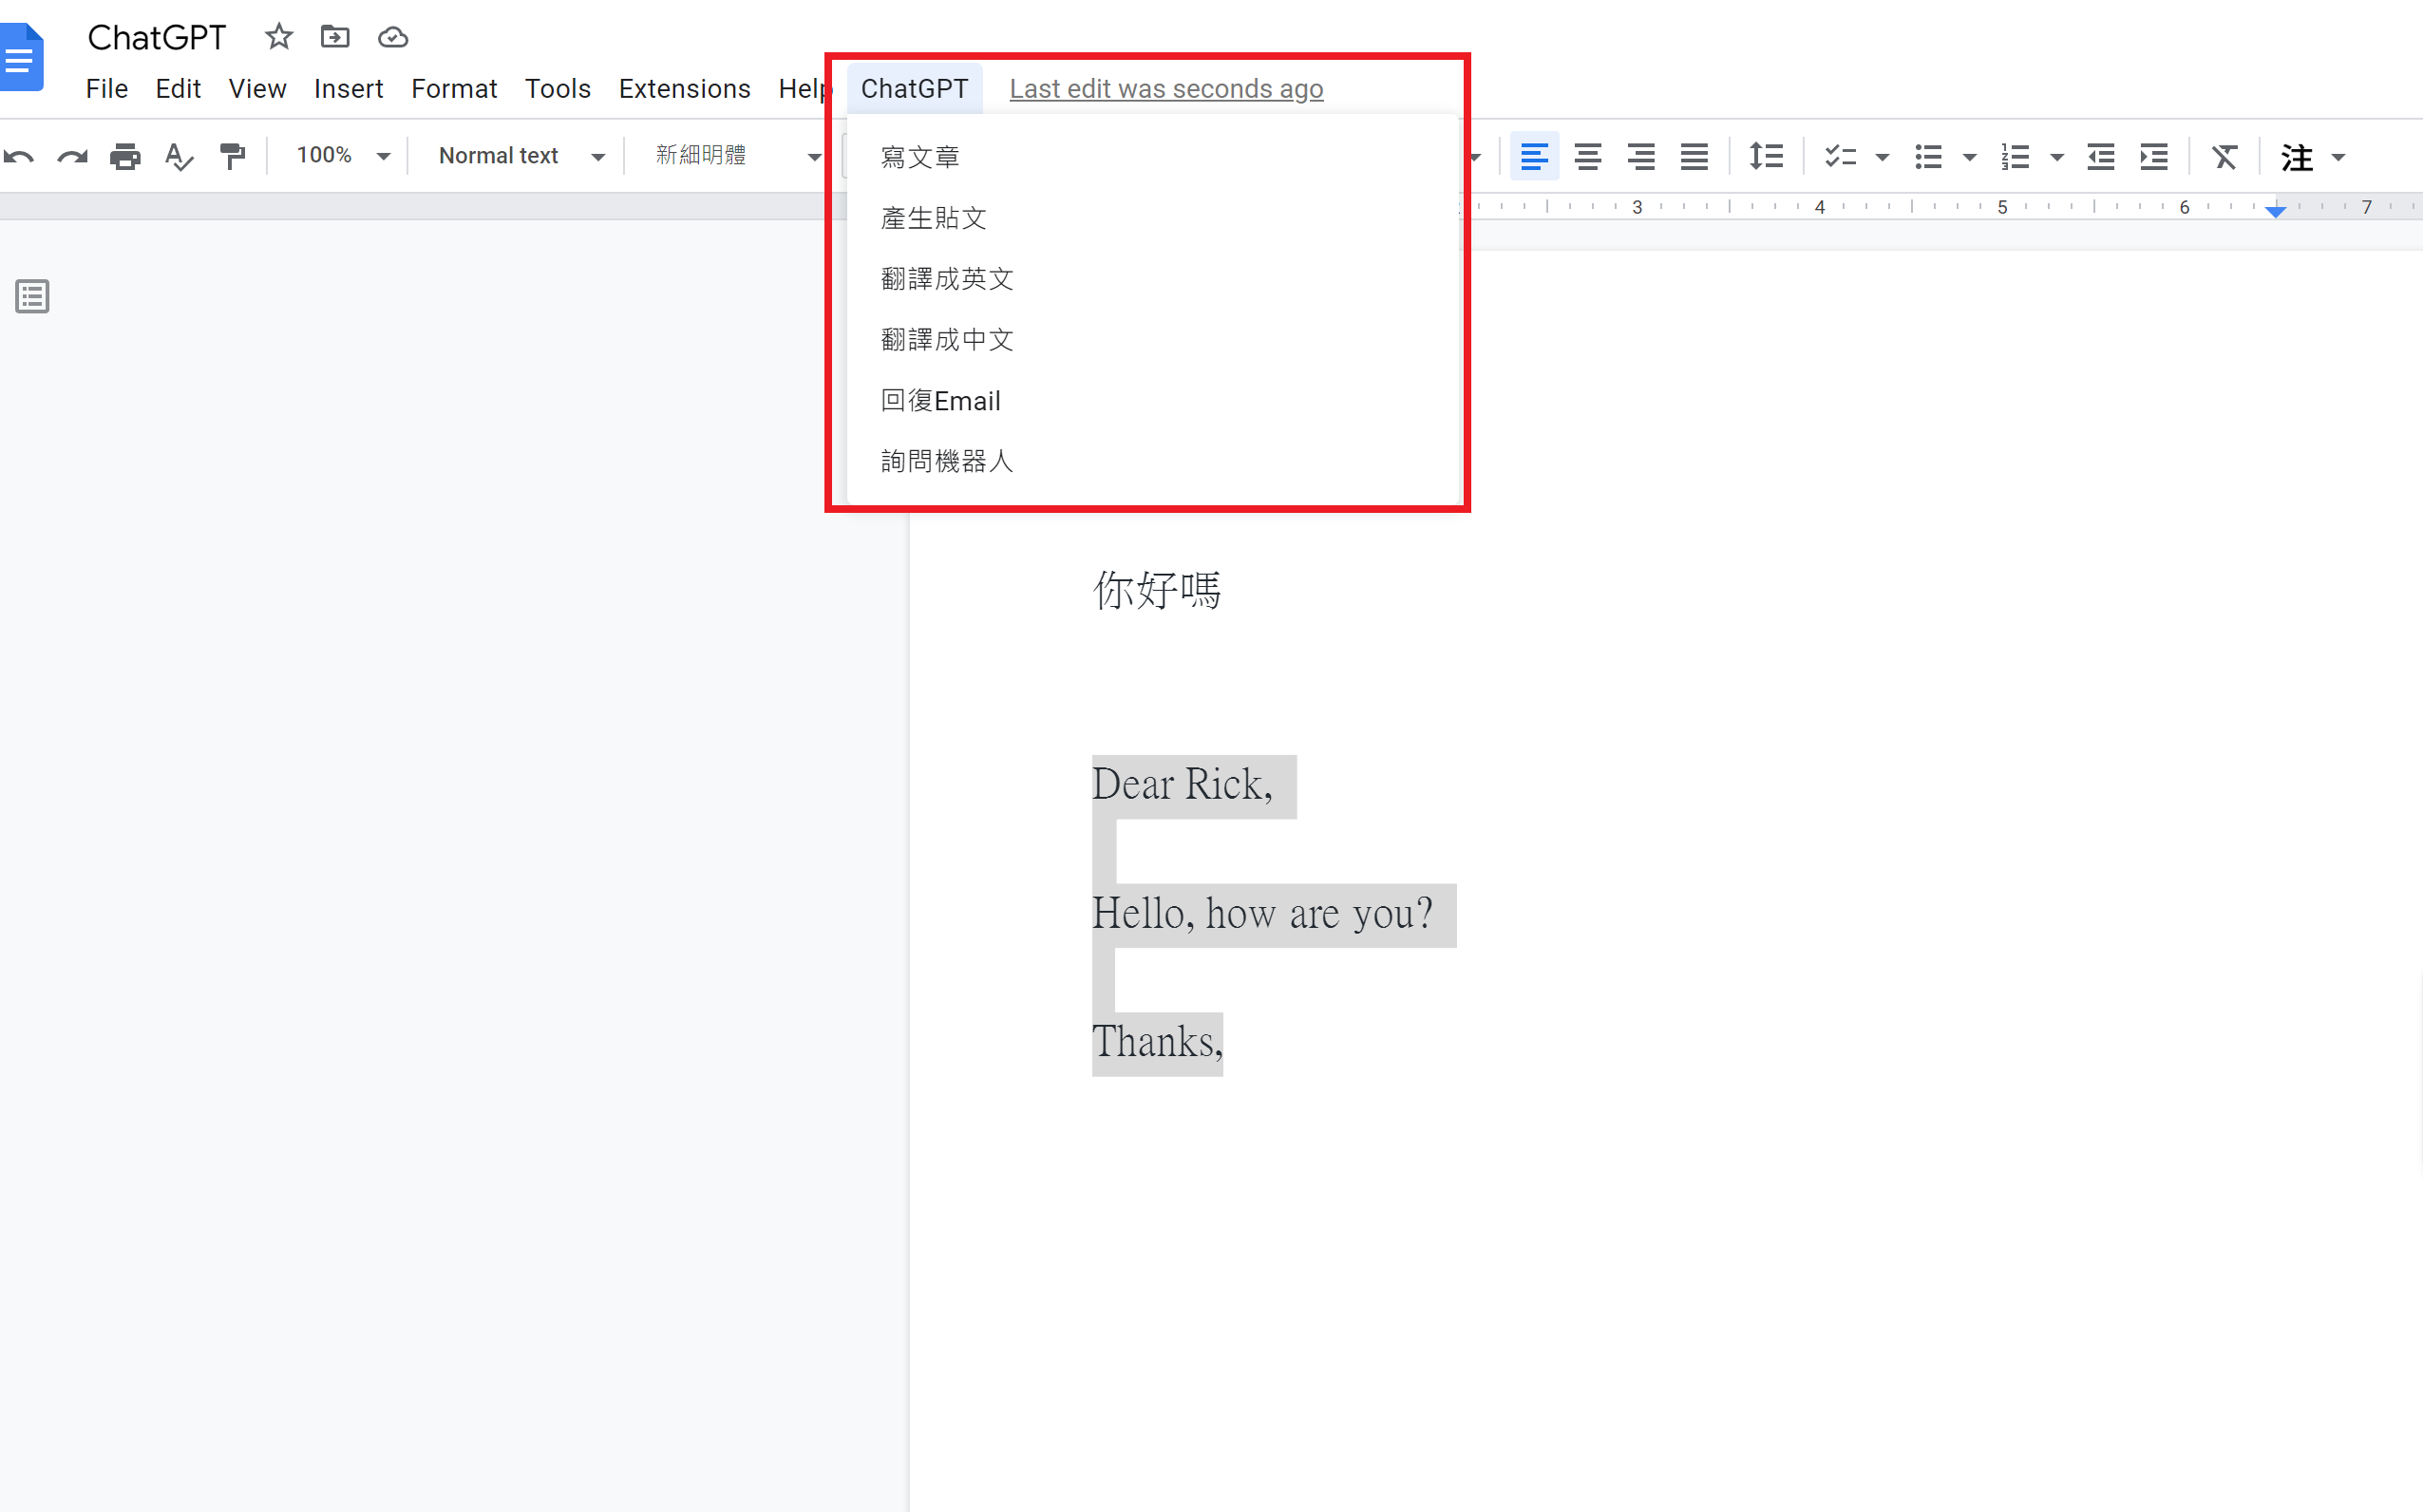 ChatGPT
File Edit View Insert Format Tools Extensions Help ChatGPT Last edit was seconds ago
100% Normal text 新細明體 注
3 4 5 6 7
寫文章
產生貼文
翻譯成英文
翻譯成中文
回復Email
詢問機器人
你好嗎
Dear Rick,
Hello, how are you?
Thanks,